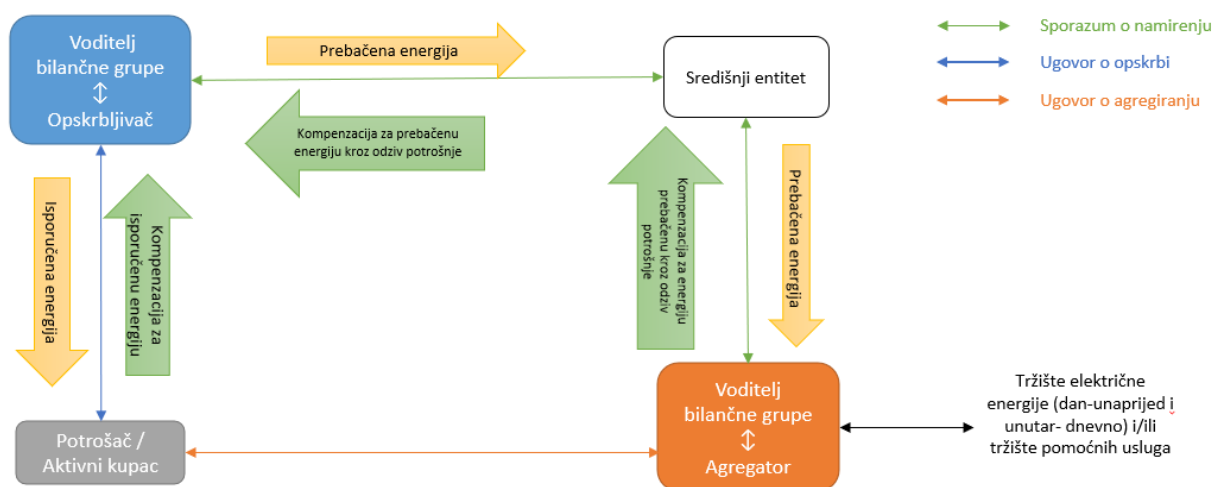 Voditelj
bilančne grupe
↕
Opskrbljivač
Prebačena energija
Središnji entitet
Sporazum o namirenju
Ugovor o opskrbi
Ugovor o agregiranju
Kompenzacija za prebačenu
energiju kroz odziv potrošnje
Isporučena energija
Kompenzacija za
isporučenu energiju
Kompenzacija za energiju
prebačenu kroz odziv
potrošnje
Prebačena energija
Potrošač /
Aktivni kupac
Voditelj
bilančne grupe
↕
Agregator
Tržište električne
energije (dan-unaprijed i
unutar- dnevno) i/ili
tržište pomoćnih usluga